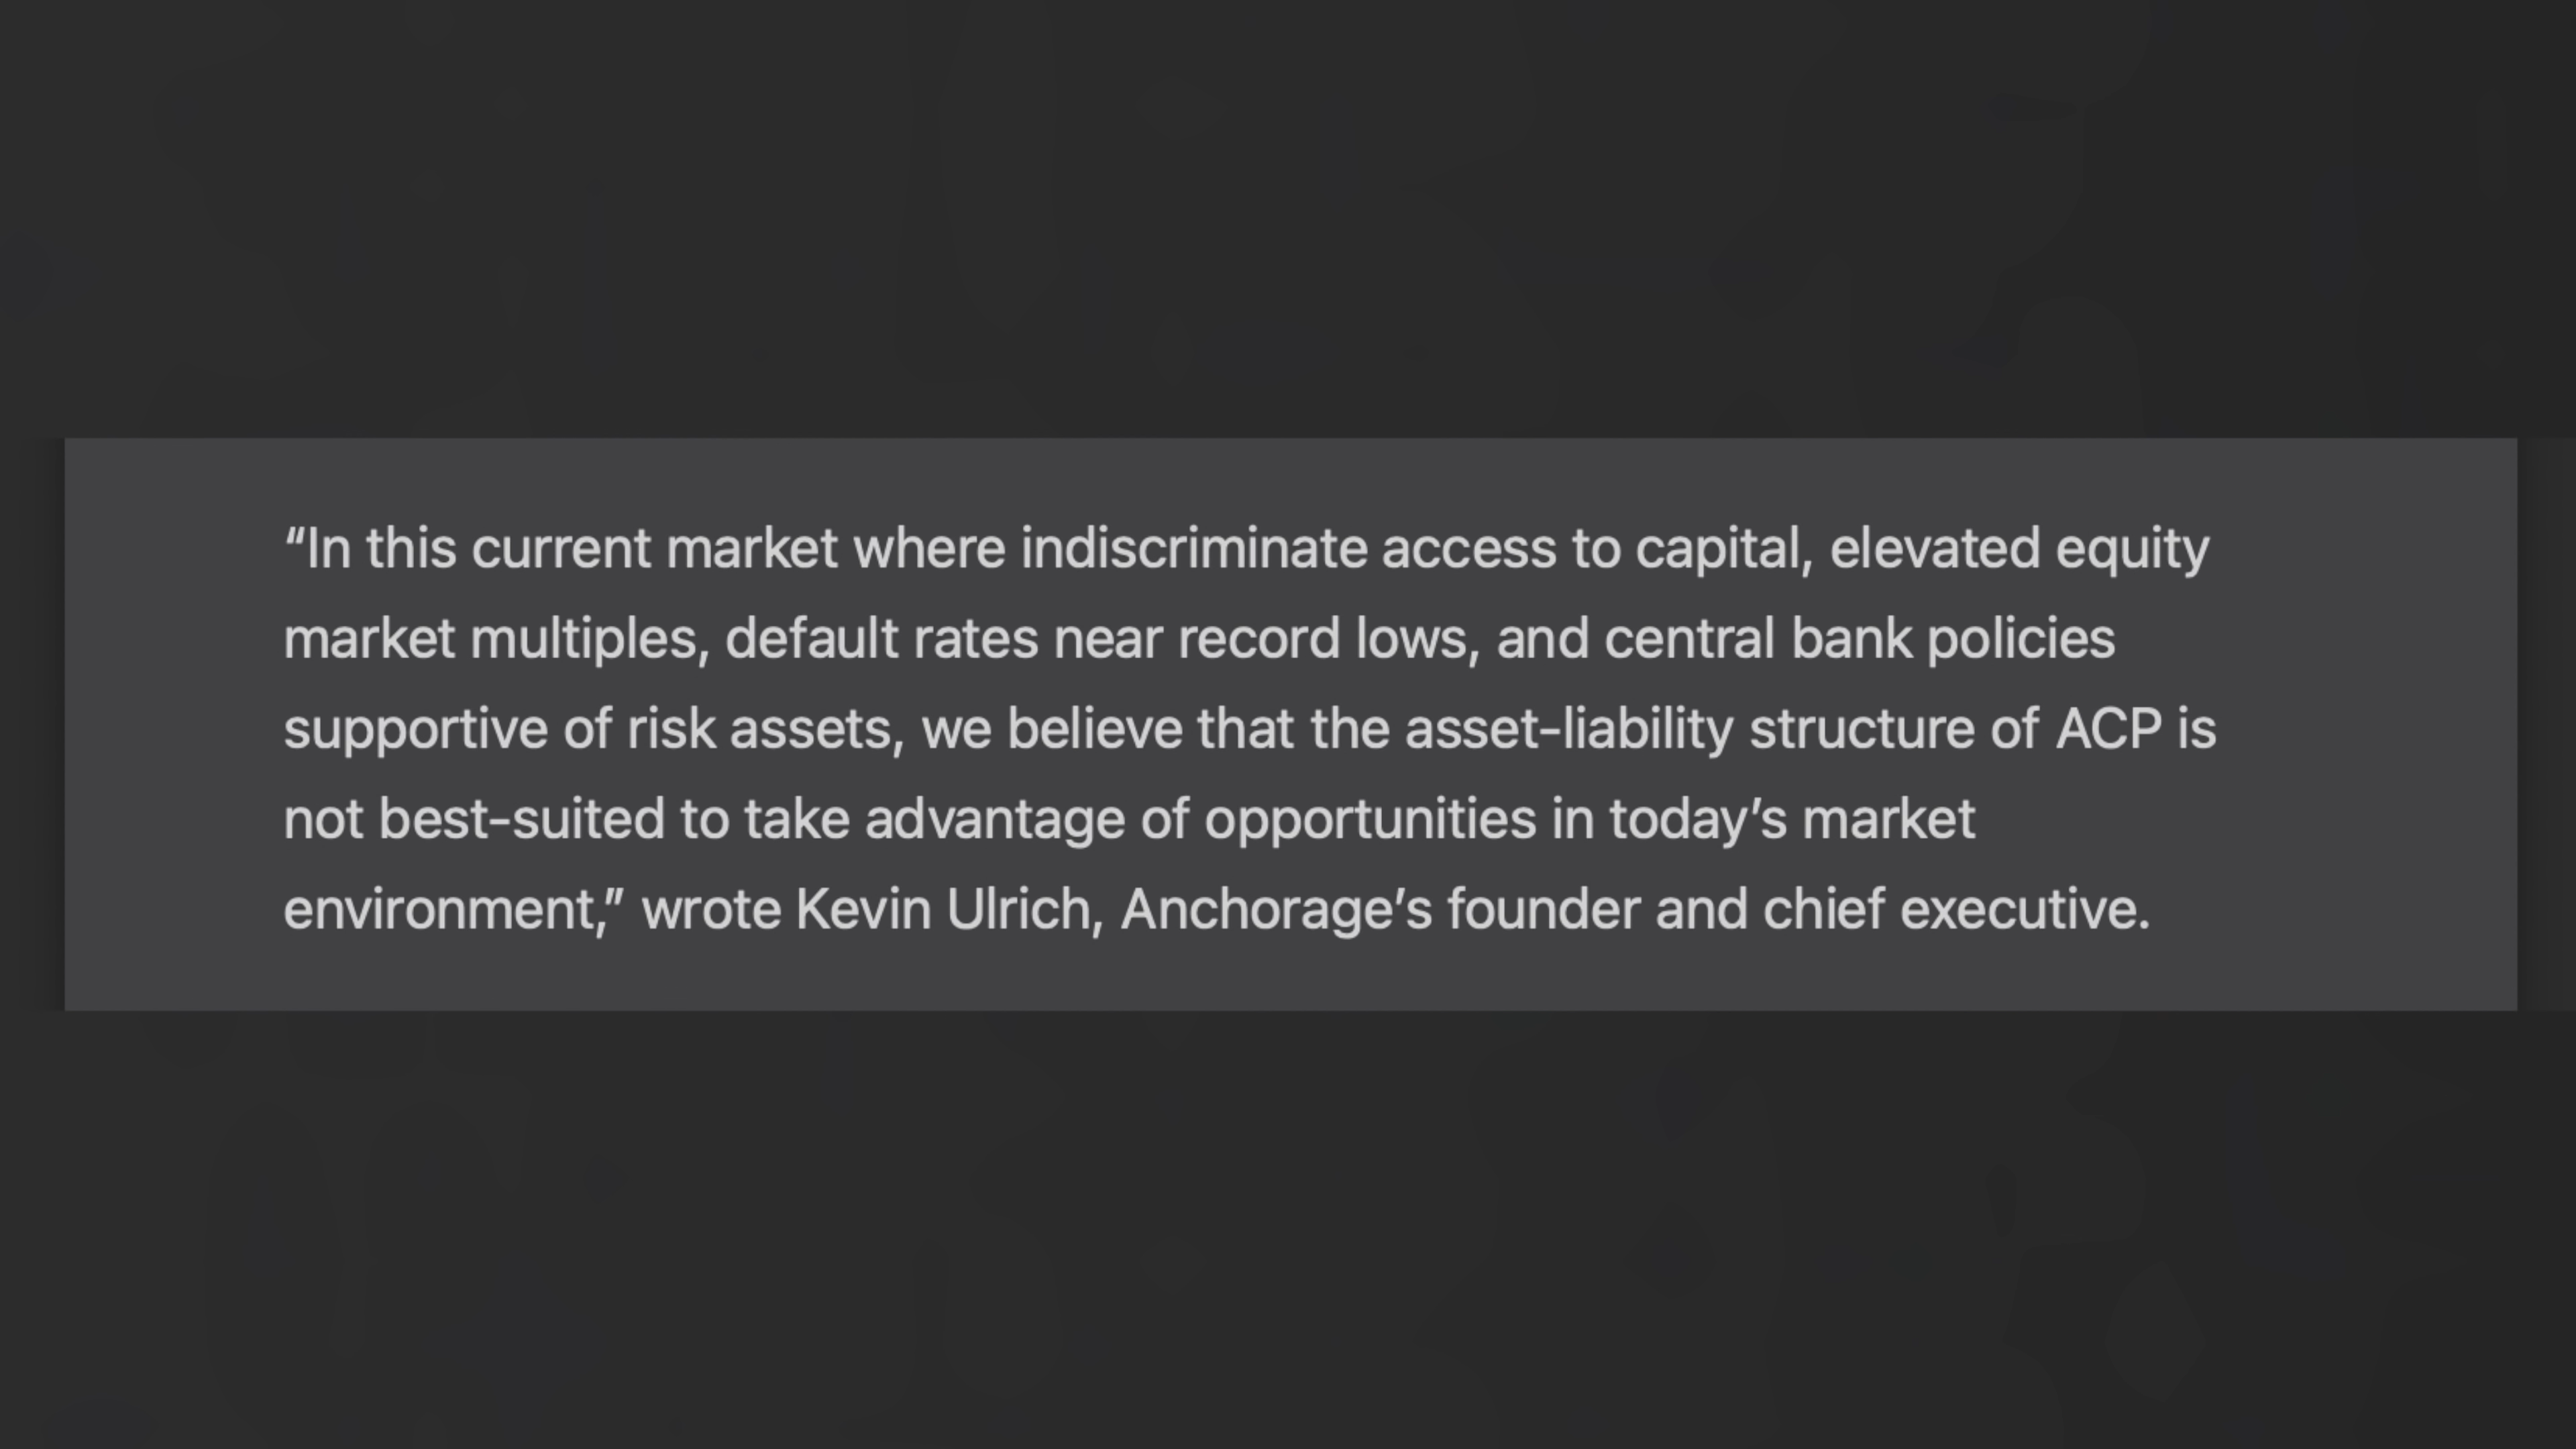 “In this current market where indiscriminate access to capital, elevated equity
market multiples, default rates near record lows, and central bank policies
supportive of risk assets, we believe that the asset-liability structure of ACP is
not best-suited to take advantage of opportunities in today’s market
environment,” wrote Kevin Ulrich, Anchorage’s founder and chief executive.